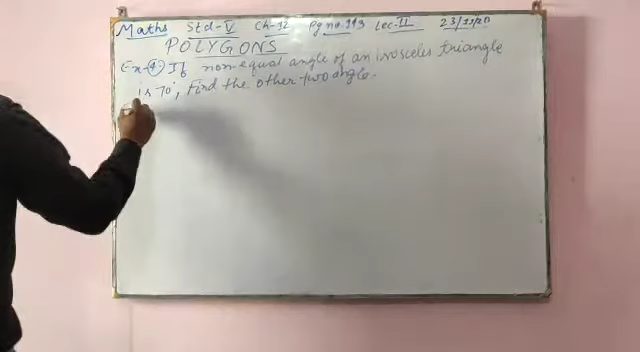 Maths Std-V Ch-12 Pg no. 193 Lec-II 23/11/20
POLYGONS
Ex-4) If non equal angle of an isosceles triangle
is 70°, Find the other two angle.